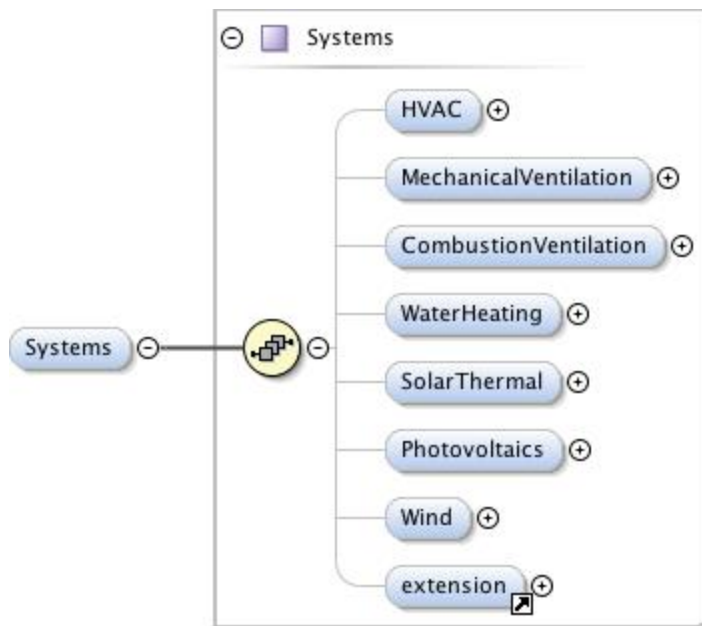 Systems
HVAC
MechanicalVentilation
CombustionVentilation
WaterHeating
Systems
SolarThermal
Photovoltaics
Wind
extension